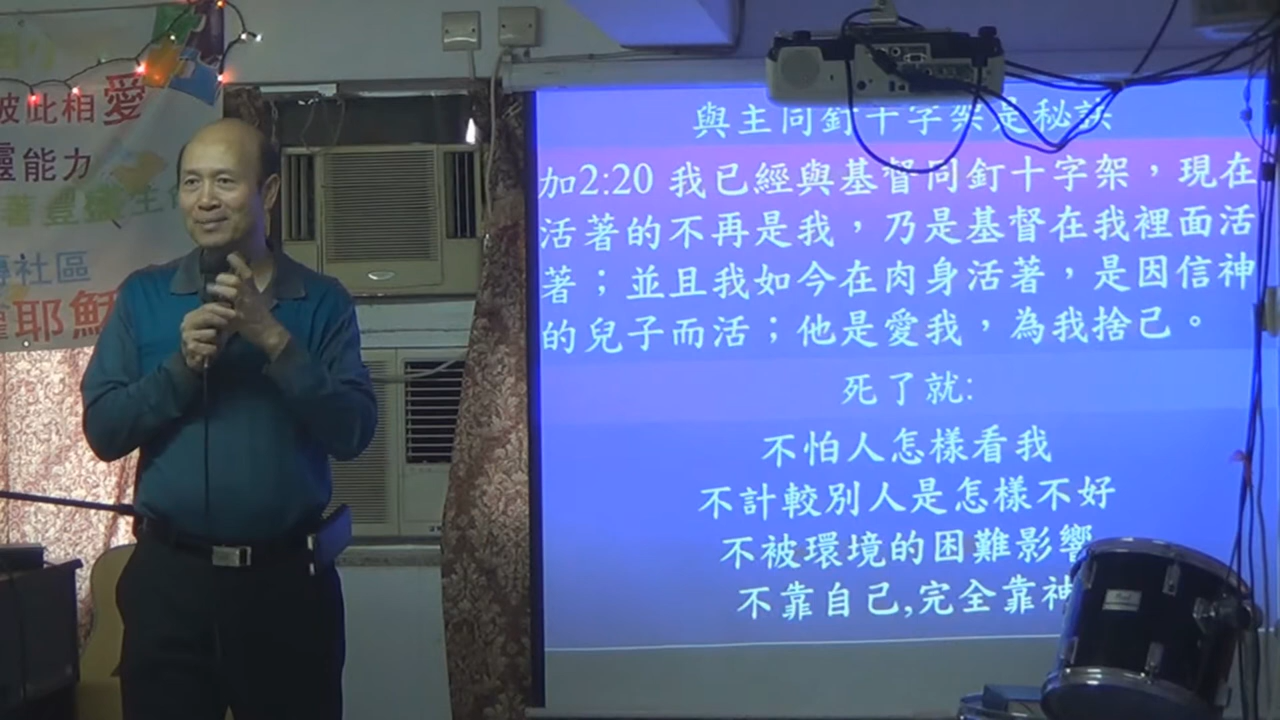 彼此相愛
靈能力
社區
耶穌
與主同釘十字架是秘訣
加2:20 我已經與基督同釘十字架，現在
活著的不再是我，乃是基督在我裡面活
著；並且我如今在肉身活著，是因信神
的兒子而活；他是愛我，為我捨己。
死了就:
不怕人怎樣看我
不計較別人是怎樣不好
不被環境的困難影響
不靠自己,完全靠神